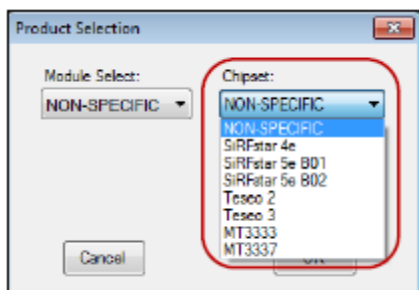 Product Selection
Module Select:
Chipset:
NON-SPECIFIC
NON-SPECIFIC
NON-SPECIFIC
SiRFstar 4e
SiRFstar 5e B01
SiRFstar 5e B02
Teseo 2
Teseo 3
MT3333
MT3337
Cancel